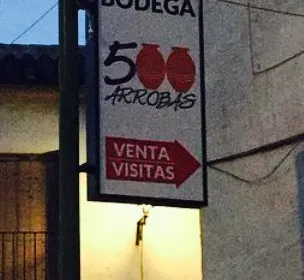 BODEGA
500
ARROBAS
VENTA
VISITAS